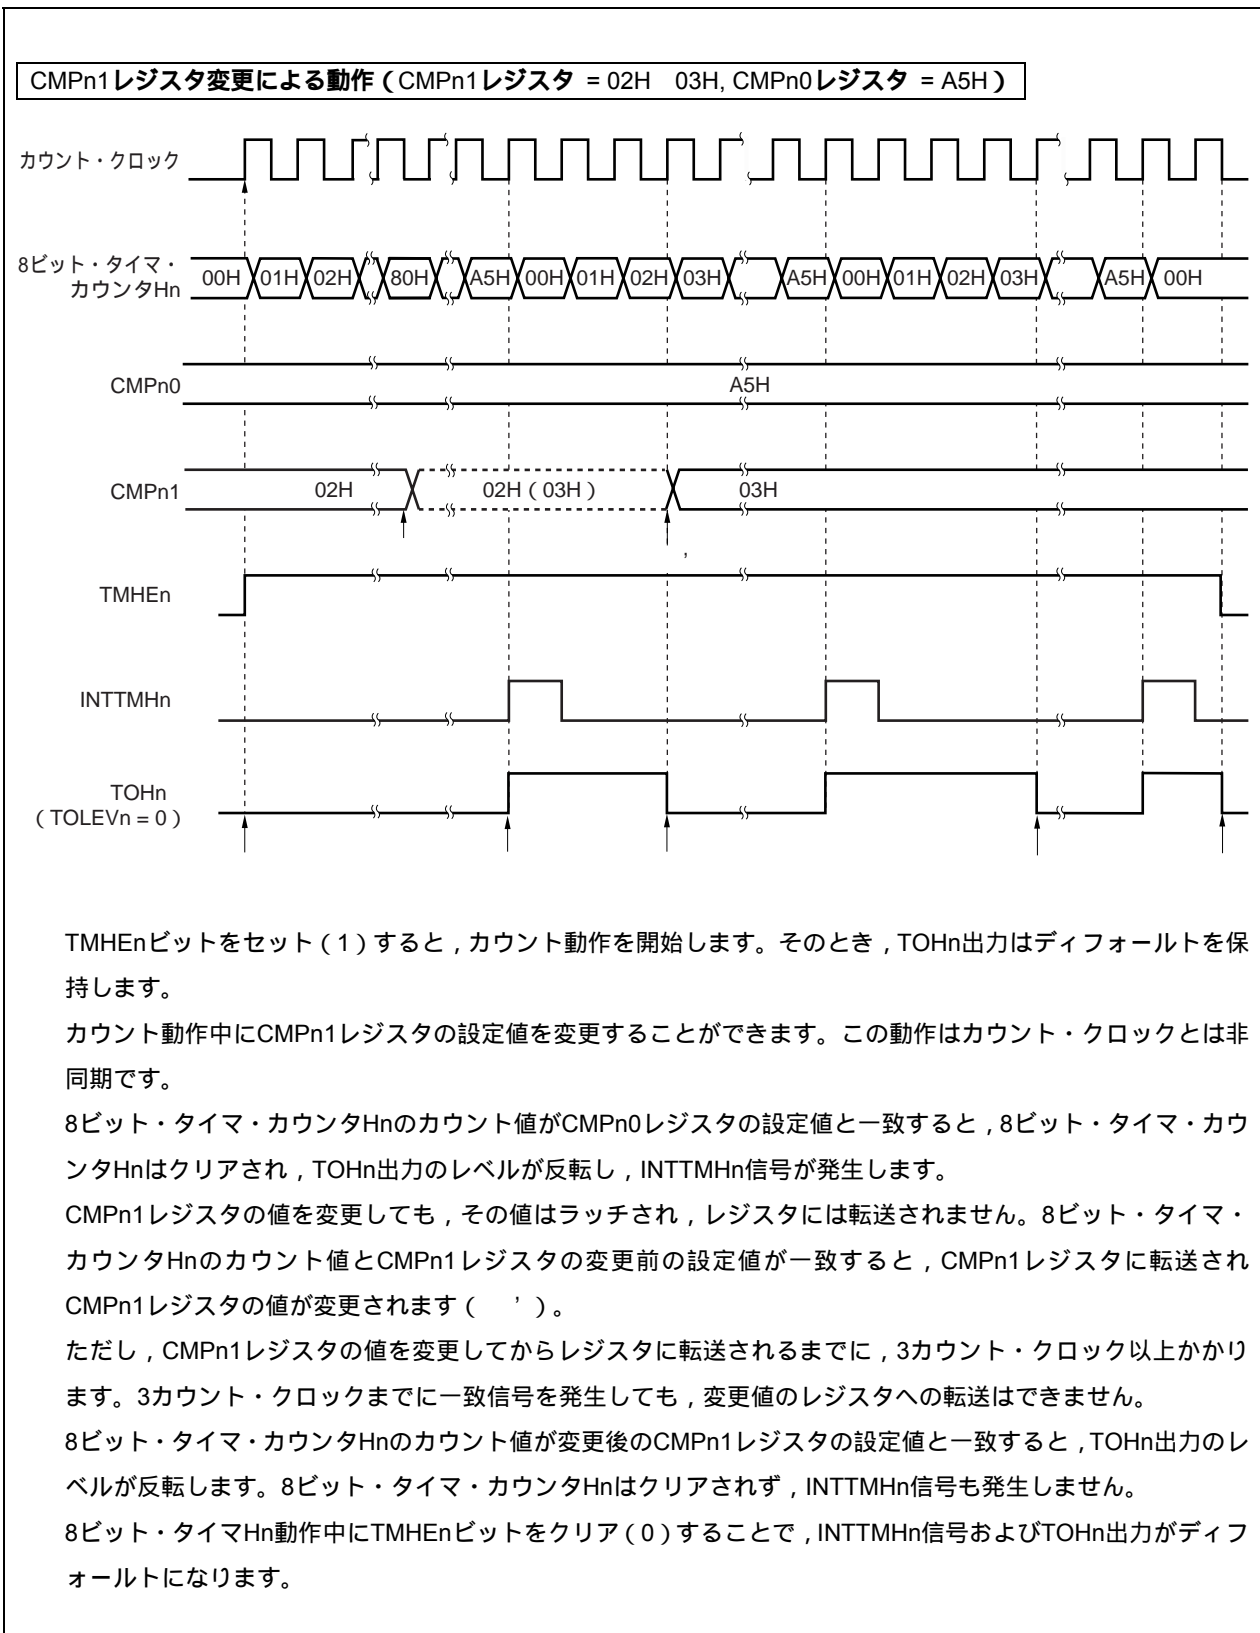 CMPn1レジスタ変更による動作（CMPn1レジスタ = 02H 03H, CMPn0レジスタ = A5H）
カウント・クロック
8ビット・タイマ・
カウンタHn
00H 01H 02H 80H A5H 00H 01H 02H 03H A5H 00H 01H 02H 03H A5H 00H
CMPn0
A5H
CMPn1
02H 02H（03H） 03H
’
TMHEn
INTTMHn
TOHn
（TOLEVn = 0）
TMHEnビットをセット（1）すると，カウント動作を開始します。そのとき，TOHn出力はディフォールトを保
持します。
カウント動作中にCMPn1レジスタの設定値を変更することができます。この動作はカウント・クロックとは非
同期です。
8ビット・タイマ・カウンタHnのカウント値がCMPn0レジスタの設定値と一致すると，8ビット・タイマ・カウ
ンタHnはクリアされ，TOHn出力のレベルが反転し，INTTMHn信号が発生します。
CMPn1レジスタの値を変更しても，その値はラッチされ，レジスタには転送されません。8ビット・タイマ・
カウンタHnのカウント値とCMPn1レジスタの変更前の設定値が一致すると，CMPn1レジスタに転送され
CMPn1レジスタの値が変更されます（ ’）。
ただし，CMPn1レジスタの値を変更してからレジスタに転送されるまでに，3カウント・クロック以上かかり
ます。3カウント・クロックまでに一致信号を発生しても，変更値のレジスタへの転送はできません。
8ビット・タイマ・カウンタHnのカウント値が変更後のCMPn1レジスタの設定値と一致すると，TOHn出力のレ
ベルが反転します。8ビット・タイマ・カウンタHnはクリアされず，INTTMHn信号も発生しません。
8ビット・タイマHn動作中にTMHEnビットをクリア（0）することで，INTTMHn信号およびTOHn出力がディフ
ォールトになります。